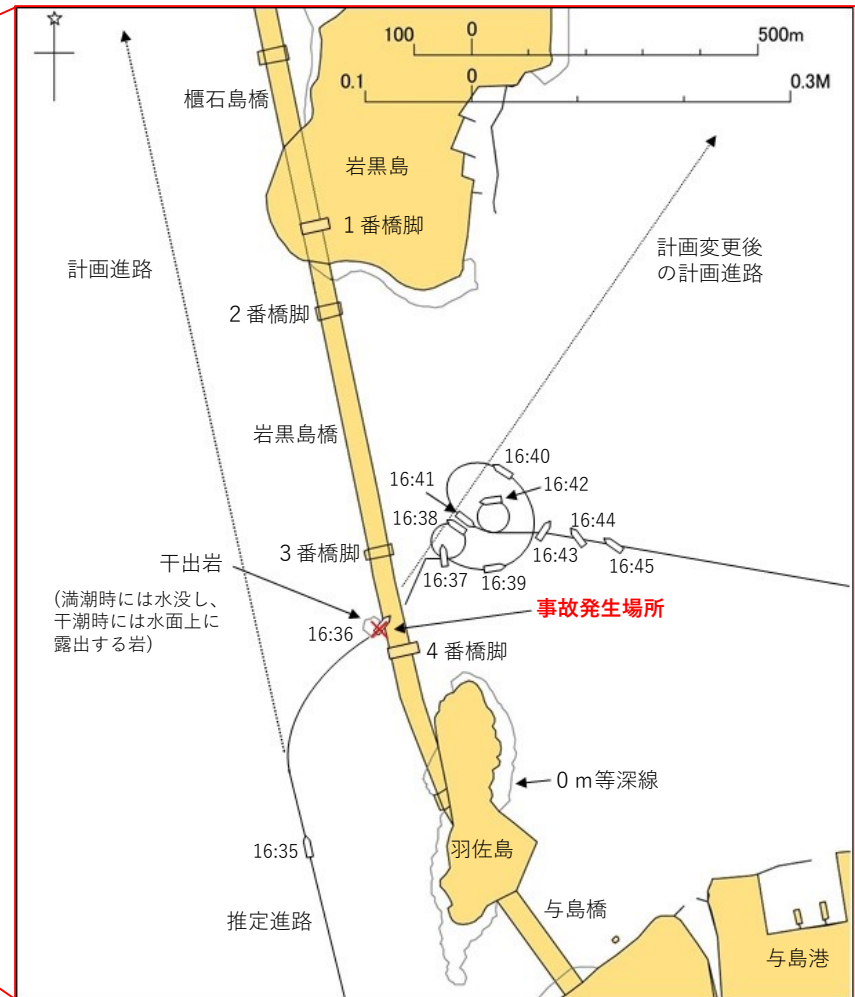 100 0 500m
0.1 0 0.3M
櫃石島橋
岩黒島
1番橋脚
計画進路
計画変更後
の計画進路
2番橋脚
岩黒島橋
16:40
16:41
16:42
16:38
16:44
3番橋脚
16:43
16:45
干出岩
16:37
16:39
(満潮時には水没し、
干潮時には水面上に
露出する岩)
事故発生場所
16:36
4番橋脚
0m等深線
16:35
羽佐島
推定進路
与島橋
与島港